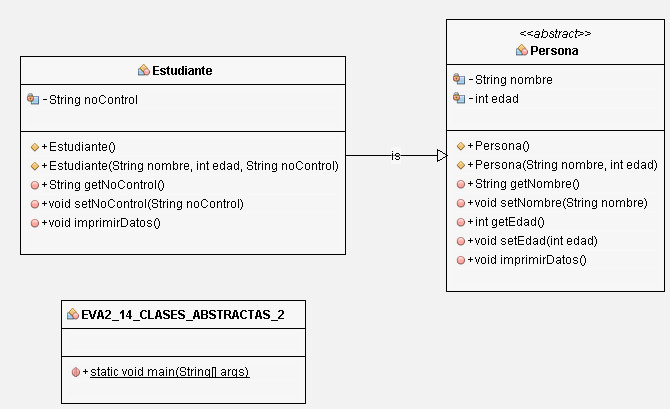 Estudiante
- String noControl
+ Estudiante()
+ Estudiante(String nombre, int edad, String noControl)
+ String getNoControl()
+ void setNoControl(String noControl)
+ void imprimirDatos()
is
<<abstract>>
Persona
- String nombre
- int edad
+ Persona()
+ Persona(String nombre, int edad)
+ String getNombre()
+ void setNombre(String nombre)
+ int getEdad()
+ void setEdad(int edad)
+ void imprimirDatos()
EVA2_14_CLASES_ABSTRACTAS_2
+ static void main(String[] args)